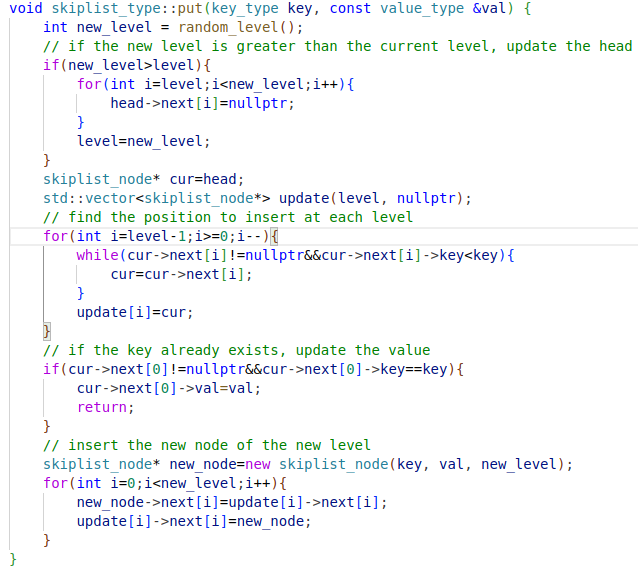 void skiplist_type::put(key_type key, const value_type &val) {
    int new_level = random_level();
    // if the new level is greater than the current level, update the head
    if(new_level>level){
        for(int i=level;i<new_level;i++){
            head->next[i]=nullptr;
        }
        level=new_level;
    }
    skiplist_node* cur=head;
    std::vector<skiplist_node*> update(level, nullptr);
    // find the position to insert at each level
    for(int i=level-1;i>=0;i--){
        while(cur->next[i]!=nullptr&&cur->next[i]->key<key){
            cur=cur->next[i];
        }
        update[i]=cur;
    }
    // if the key already exists, update the value
    if(cur->next[0]!=nullptr&&cur->next[0]->key==key){
        cur->next[0]->val=val;
        return;
    }
    // insert the new node of the new level
    skiplist_node* new_node=new skiplist_node(key, val, new_level);
    for(int i=0;i<new_level;i++){
        new_node->next[i]=update[i]->next[i];
        update[i]->next[i]=new_node;
    }
}